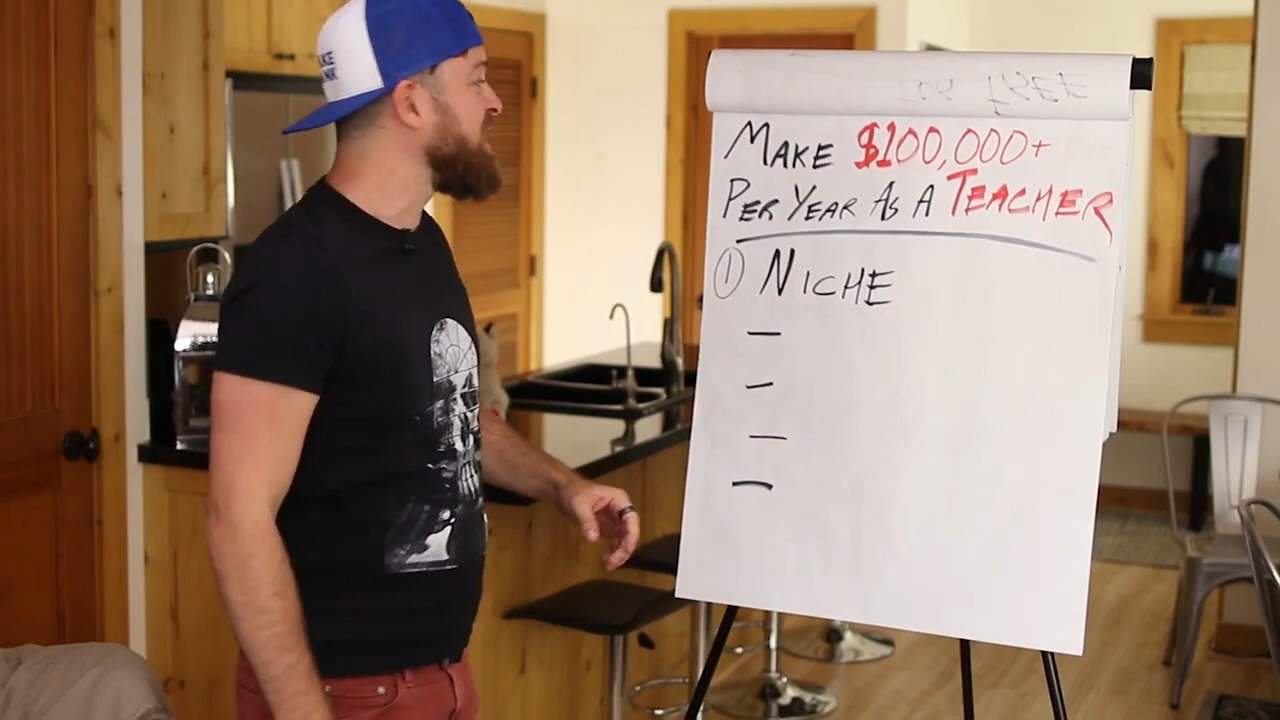 MAKE $100,000+
PER YEAR AS A TEACHER
① NICHE
–
–
–
–